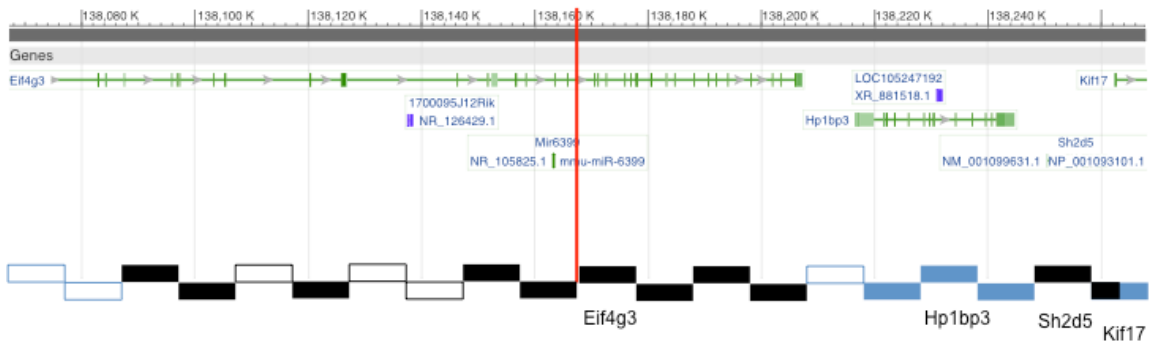 138,080 K 138,100 K 138,120 K 138,140 K 138,160 K 138,180 K 138,200 K 138,220 K 138,240 K
Genes
Eif4g3 LOC105247192 Kif17
1700095J12Rik XR_881518.1
NR_126429.1 Hp1bp3
Mir6399 Sh2d5
NR_105825.1 mmu-miR-6399 NM_001099631.1 NP_001093101.1
Eif4g3 Hp1bp3 Sh2d5 Kif17